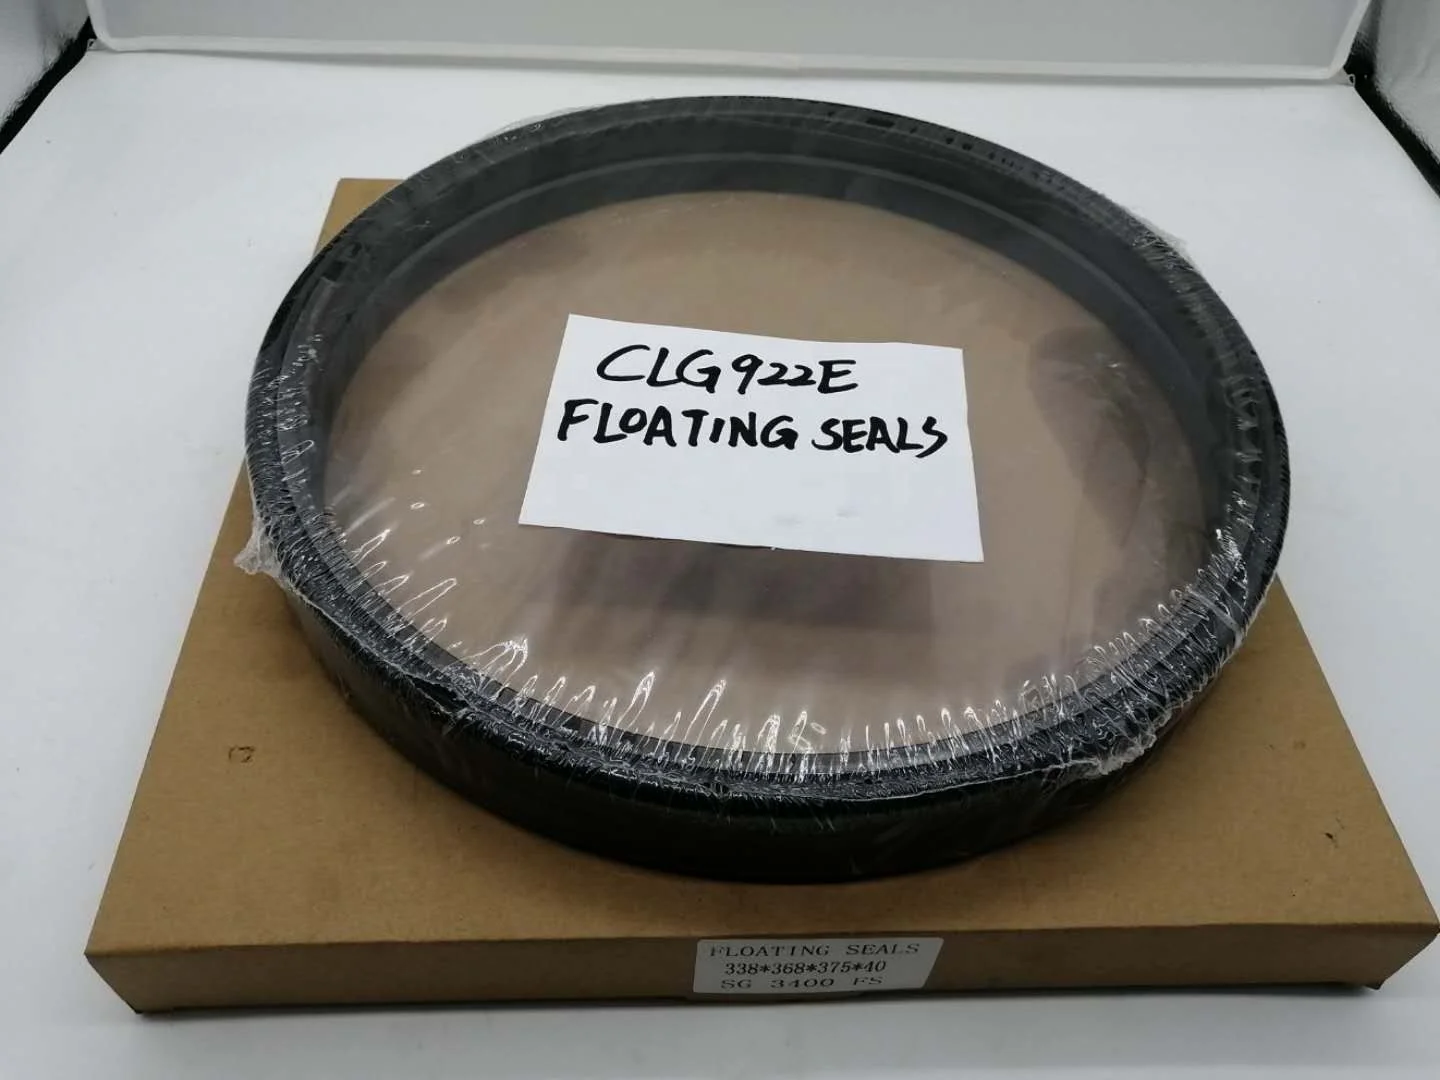 CLG922E
FLOATING SEALS
FLOATING SEALS
338*368*375*40
SG 3400 FS